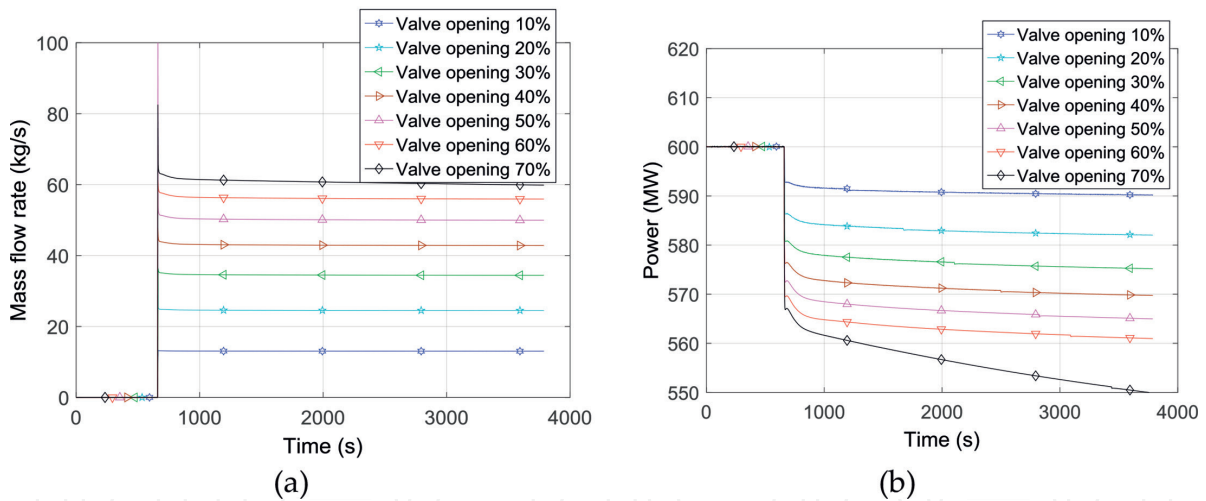 Valve opening 10%
Valve opening 20%
Valve opening 30%
Valve opening 40%
Valve opening 50%
Valve opening 60%
Valve opening 70%
100
80
60
40
20
0
Mass flow rate (kg/s)
0 1000 2000 3000 4000
Time (s)
(a)
Valve opening 10%
Valve opening 20%
Valve opening 30%
Valve opening 40%
Valve opening 50%
Valve opening 60%
Valve opening 70%
620
610
600
590
580
570
560
550
Power (MW)
0 1000 2000 3000 4000
Time (s)
(b)